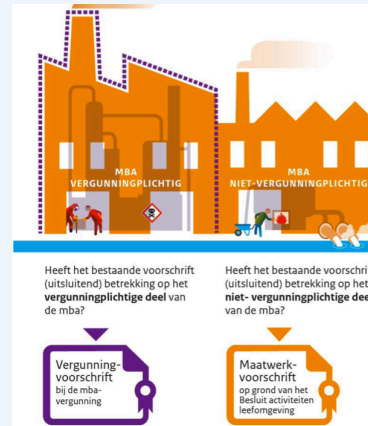 MBA
VERGUNNINGPLICHTIG
MBA
NIET-VERGUNNINGPLICHTIG
Heeft het bestaande voorschrift
(uitsluitend) betrekking op het
vergunningplichtige deel van
de mba?
Heeft het bestaande voorschri
(uitsluitend) betrekking op het
niet- vergunningplichtige dee
van de mba?
Vergunning-
voorschrift
bij de mba-
vergunning
Maatwerk-
voorschrift
op grond van het
Besluit activiteiten
leefomgeving